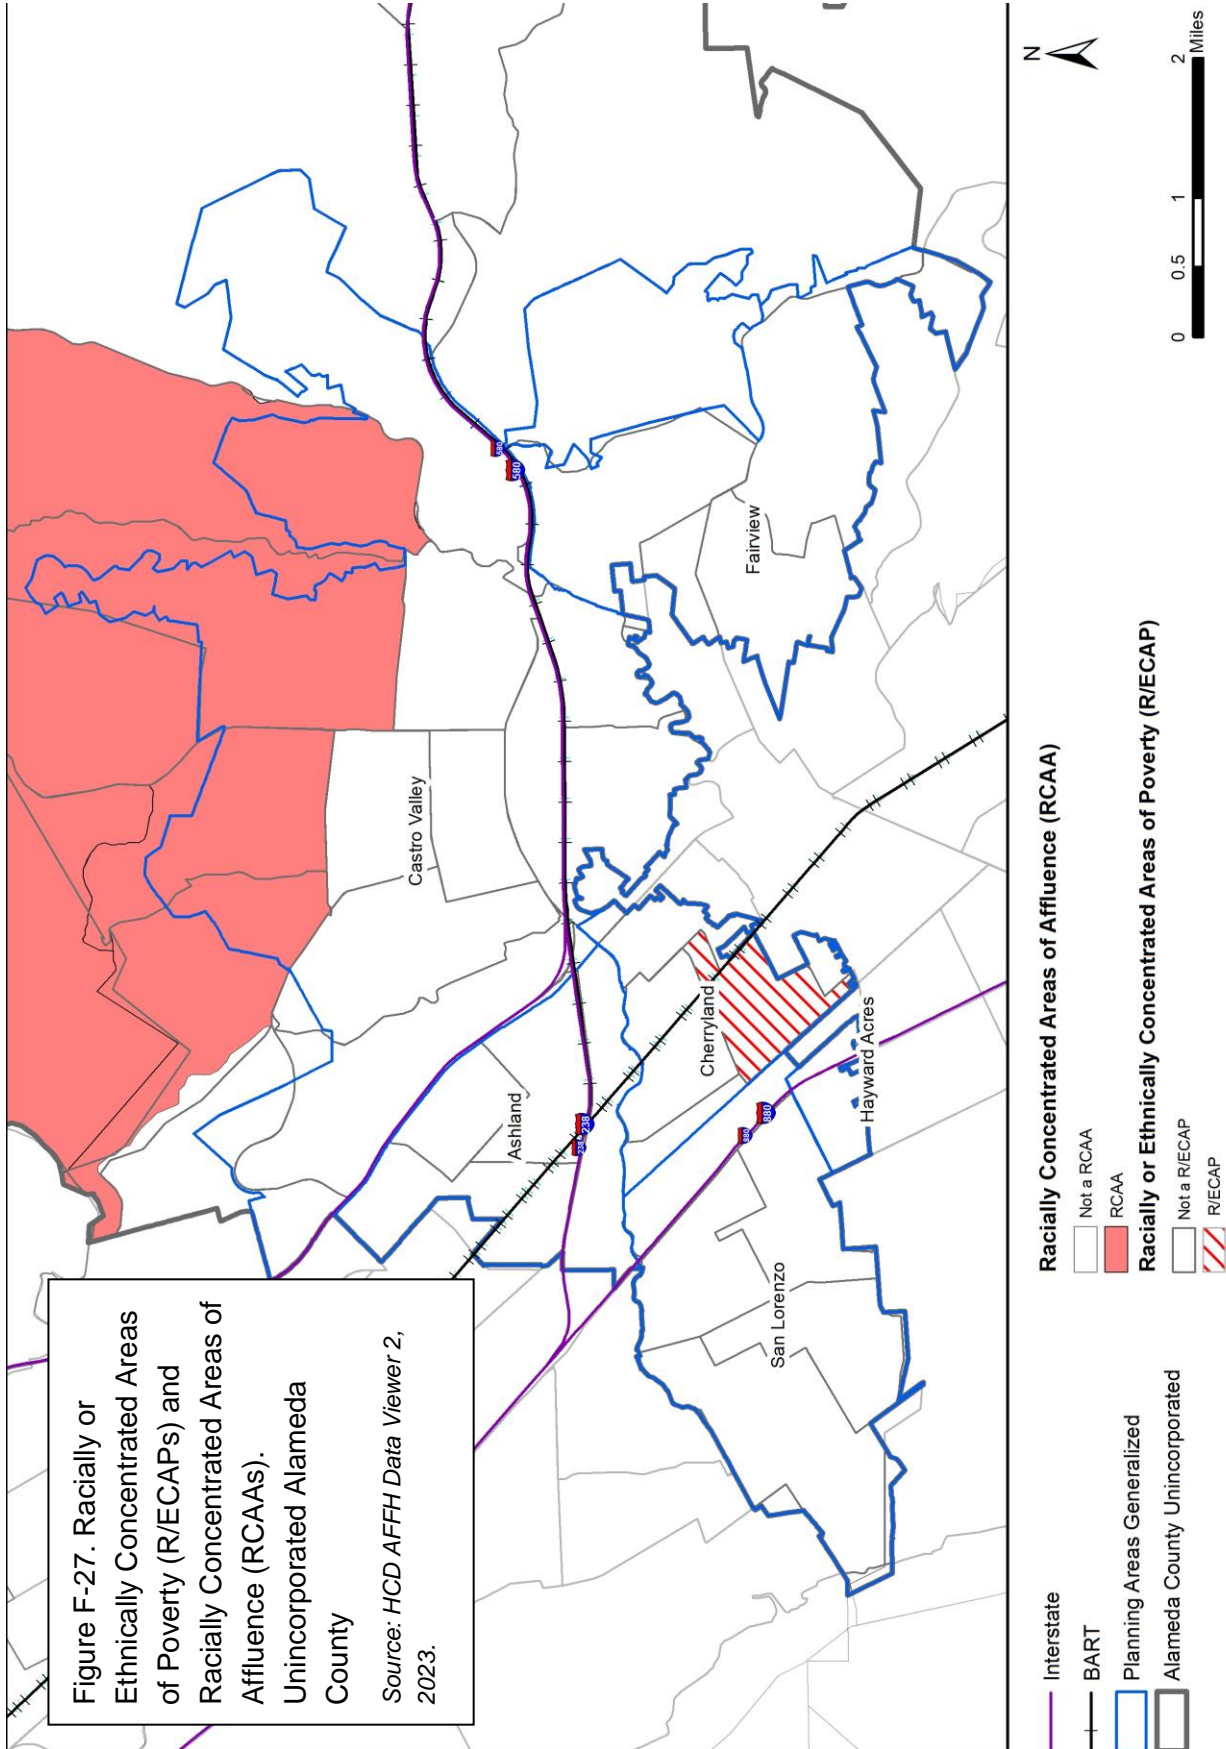 Figure F-27. Racially or
Ethnically Concentrated Areas
of Poverty (R/ECAPs) and
Racially Concentrated Areas of
Affluence (RCAAs).
Unincorporated Alameda
County
Source: HCD AFFH Data Viewer 2,
2023.
Castro Valley
Ashland
Cherryland
Fairview
San Lorenzo
Hayward Acres
580
580
238
238
880
880
Interstate
BART
Planning Areas Generalized
Alameda County Unincorporated
Racially Concentrated Areas of Affluence (RCAA)
Not a RCAA
RCAA
Racially or Ethnically Concentrated Areas of Poverty (R/ECAP)
Not a R/ECAP
R/ECAP
N
0 0.5 1 2
Miles